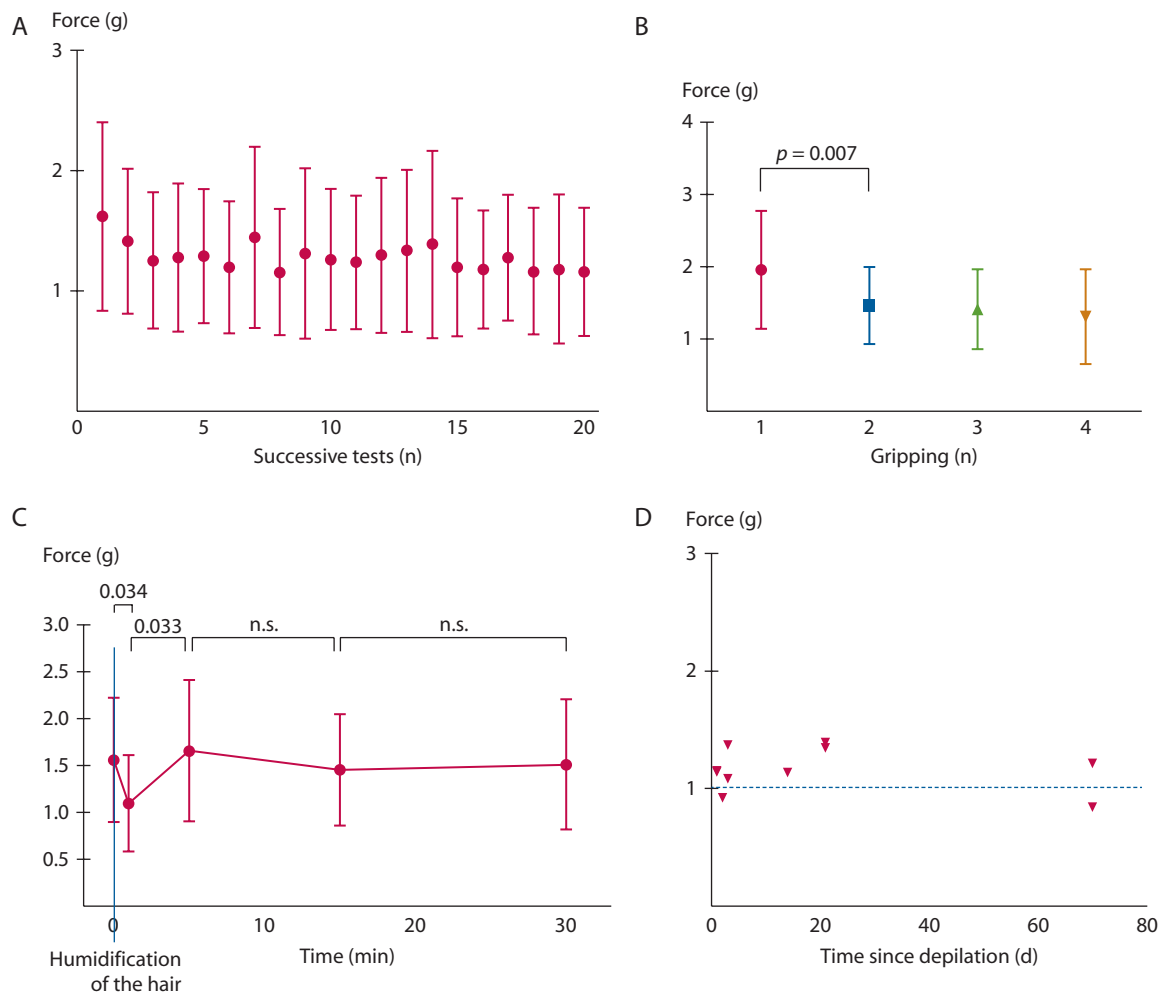 A
Force (g)
3
2
1
0
5
10
15
20
Successive tests (n)
B
Force (g)
4
3
2
1
p = 0.007
1
2
3
4
Gripping (n)
C
Force (g)
0.034
0.033
n.s.
n.s.
3.0
2.5
2.0
1.5
1.0
0.5
0
10
20
30
Time (min)
Humidification
of the hair
D
Force (g)
3
2
1
0
20
40
60
80
Time since depilation (d)